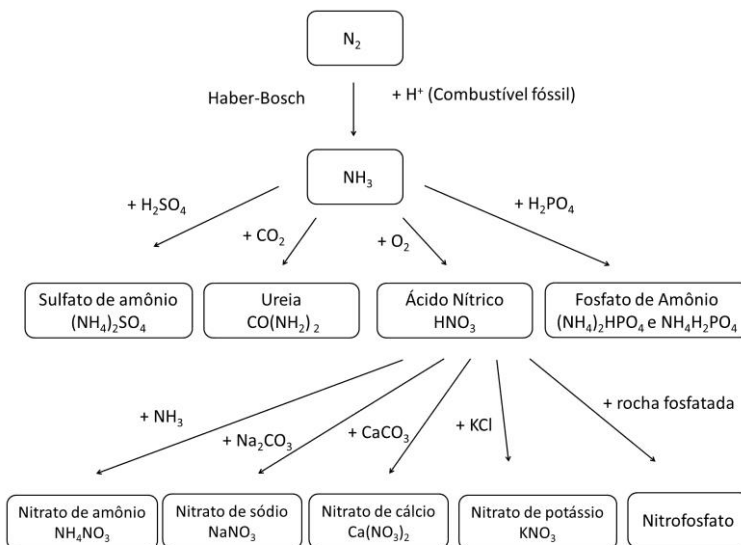 N₂
Haber-Bosch
+ H⁺ (Combustível fóssil)
NH₃
+ H₂SO₄
+ CO₂
+ O₂
+ H₂PO₄
Sulfato de amônio
(NH₄)₂SO₄
Ureia
CO(NH₂) ₂
Ácido Nítrico
HNO₃
Fosfato de Amônio
(NH₄)₂HPO₄ e NH₄H₂PO₄
+ NH₃
+ Na₂CO₃
+ CaCO₃
+ KCl
+ rocha fosfatada
Nitrato de amônio
NH₄NO₃
Nitrato de sódio
NaNO₃
Nitrato de cálcio
Ca(NO₃)₂
Nitrato de potássio
KNO₃
Nitrofosfato